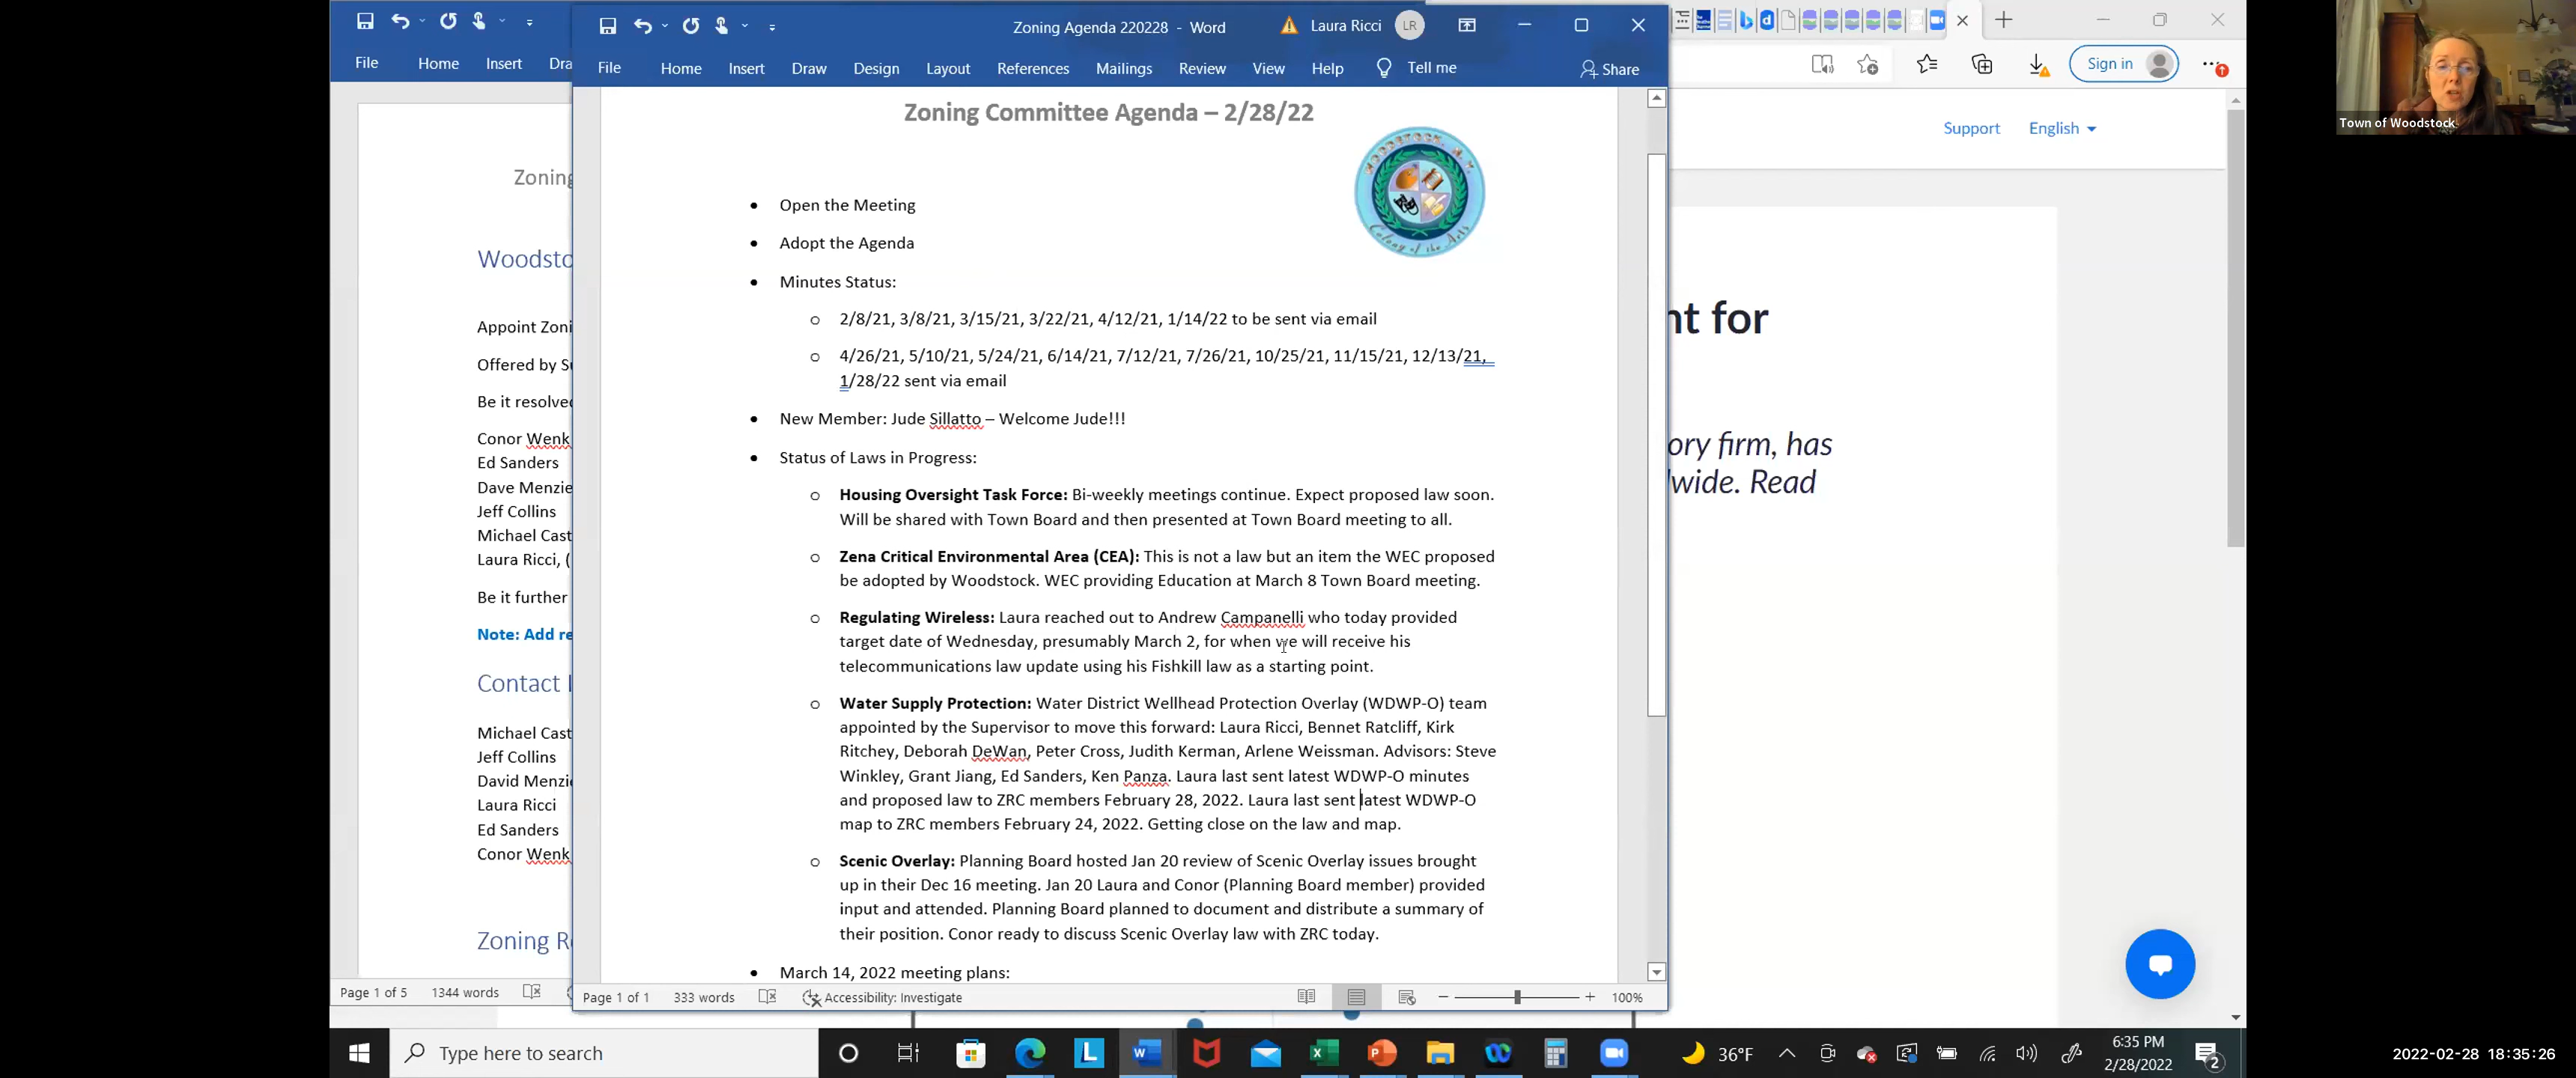 File Home Insert Dra
Zoning
Woodsto
Appoint Zoni
Offered by Su
Be it resolved
Conor Wenk
Ed Sanders
Dave Menzie
Jeff Collins
Michael Cast
Laura Ricci, (
Be it further
Note: Add re
Contact I
Michael Cast
Jeff Collins
David Menzie
Laura Ricci
Ed Sanders
Conor Wenk
Zoning R
Page 1 of 5 1344 words
Zoning Agenda 220228 - Word Laura Ricci LR
File Home Insert Draw Design Layout References Mailings Review View Help Tell me Share
Zoning Committee Agenda – 2/28/22
Colony of the Arts
• Open the Meeting
• Adopt the Agenda
• Minutes Status:
o 2/8/21, 3/8/21, 3/15/21, 3/22/21, 4/12/21, 1/14/22 to be sent via email
o 4/26/21, 5/10/21, 5/24/21, 6/14/21, 7/12/21, 7/26/21, 10/25/21, 11/15/21, 12/13/21,
1/28/22 sent via email
• New Member: Jude Sillatto – Welcome Jude!!!
• Status of Laws in Progress:
o Housing Oversight Task Force: Bi-weekly meetings continue. Expect proposed law soon.
Will be shared with Town Board and then presented at Town Board meeting to all.
o Zena Critical Environmental Area (CEA): This is not a law but an item the WEC proposed
be adopted by Woodstock. WEC providing Education at March 8 Town Board meeting.
o Regulating Wireless: Laura reached out to Andrew Campanelli who today provided
target date of Wednesday, presumably March 2, for when we will receive his
telecommunications law update using his Fishkill law as a starting point.
o Water Supply Protection: Water District Wellhead Protection Overlay (WDWP-O) team
appointed by the Supervisor to move this forward: Laura Ricci, Bennet Ratcliff, Kirk
Ritchey, Deborah DeWan, Peter Cross, Judith Kerman, Arlene Weissman. Advisors: Steve
Winkley, Grant Jiang, Ed Sanders, Ken Panza. Laura last sent latest WDWP-O minutes
and proposed law to ZRC members February 28, 2022. Laura last sent latest WDWP-O
map to ZRC members February 24, 2022. Getting close on the law and map.
o Scenic Overlay: Planning Board hosted Jan 20 review of Scenic Overlay issues brought
up in their Dec 16 meeting. Jan 20 Laura and Conor (Planning Board member) provided
input and attended. Planning Board planned to document and distribute a summary of
their position. Conor ready to discuss Scenic Overlay law with ZRC today.
• March 14, 2022 meeting plans:
Page 1 of 1 333 words Accessibility: Investigate 100%
Sign in
Support English
nt for
ory firm, has
wide. Read
Town of Woodstock
Type here to search
36°F
6:35 PM
2/28/2022
2
2022-02-28 18:35:26